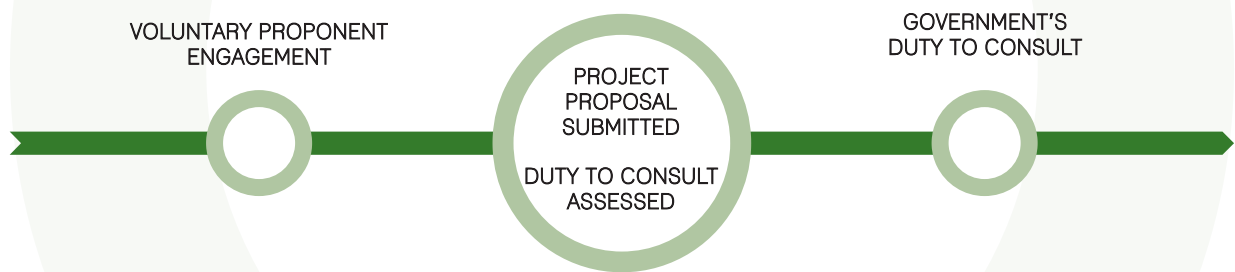 VOLUNTARY PROPONENT
ENGAGEMENT
PROJECT
PROPOSAL
SUBMITTED
DUTY TO CONSULT
ASSESSED
GOVERNMENT'S
DUTY TO CONSULT